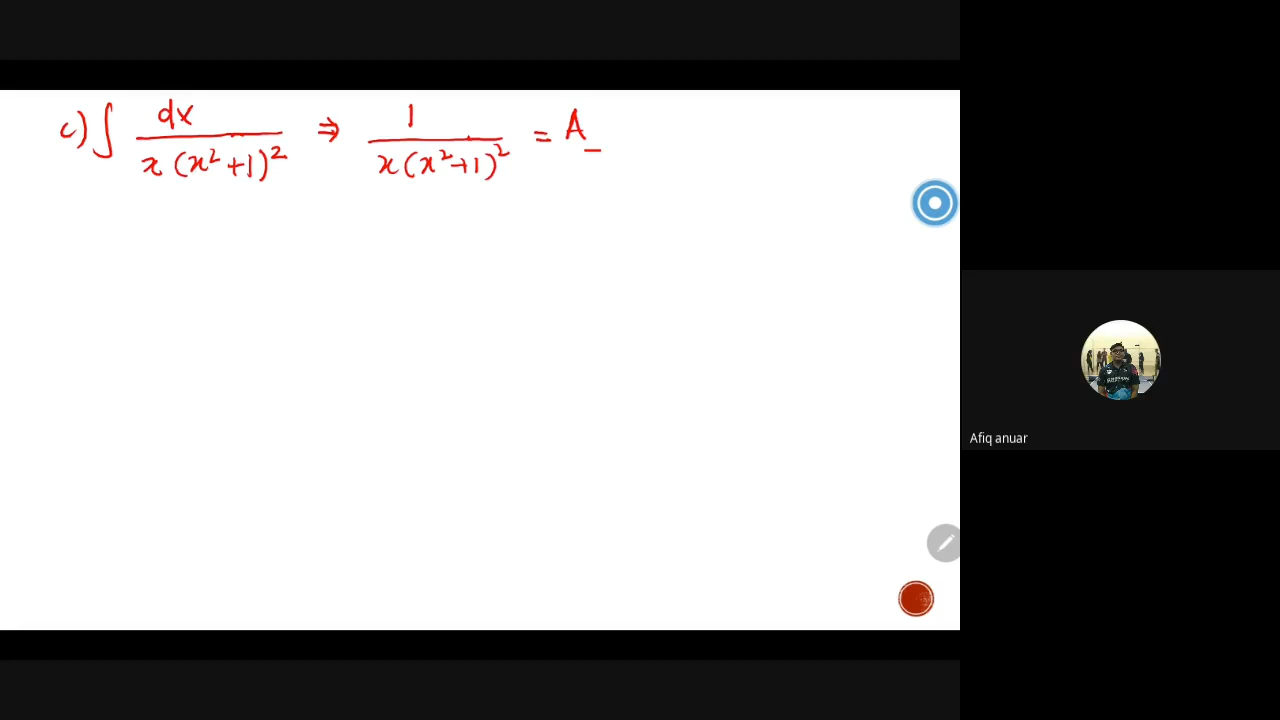 c) ∫ dx / x(x²+1)² ⇒ 1 / x(x²+1)² = A
Afiq anuar